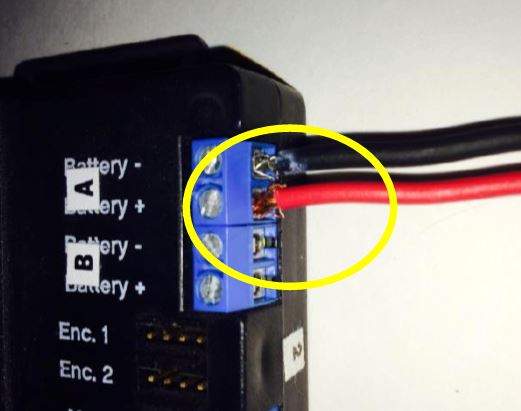 Battery -
A
Battery +
Battery -
B
Battery +
Enc. 1
Enc. 2